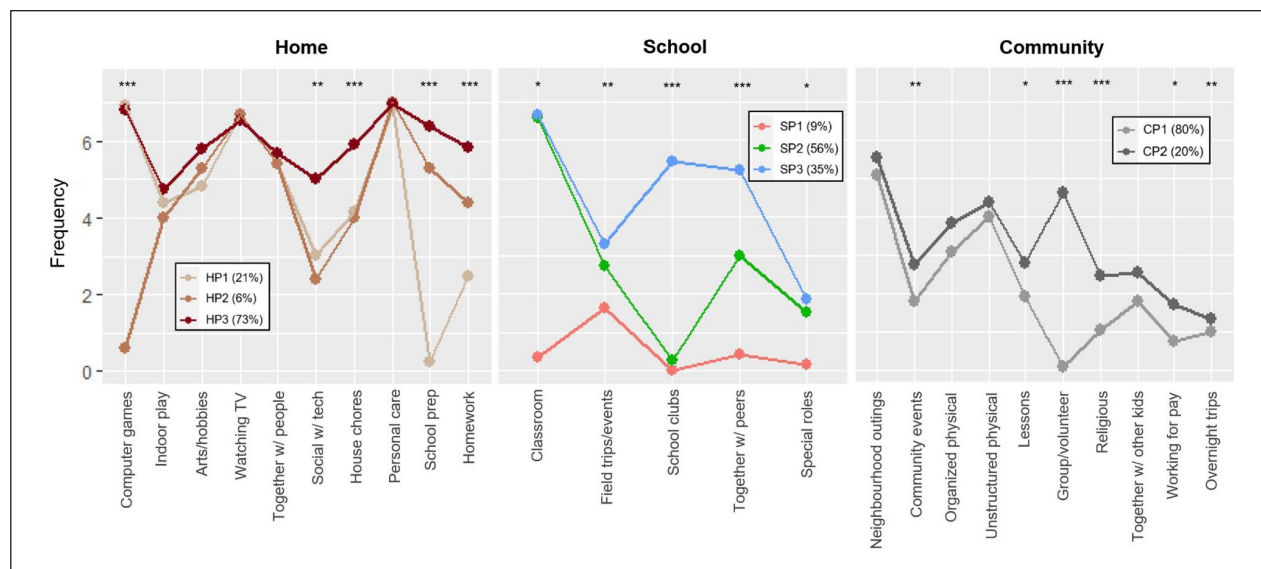 Home
School
Community
*** ** *** *** ***
* ** *** *** *
** * *** *** * **
Frequency
6
4
2
0
HP1 (21%)
HP2 (6%)
HP3 (73%)
SP1 (9%)
SP2 (56%)
SP3 (35%)
CP1 (80%)
CP2 (20%)
Computer games
Indoor play
Arts/hobbies
Watching TV
Together w/ people
Social w/ tech
House chores
Personal care
School prep
Homework
Classroom
Field trips/events
School clubs
Together w/ peers
Special roles
Neighbourhood outings
Community events
Organized physical
Unstructured physical
Lessons
Group/volunteer
Religious
Together w/ other kids
Working for pay
Overnight trips